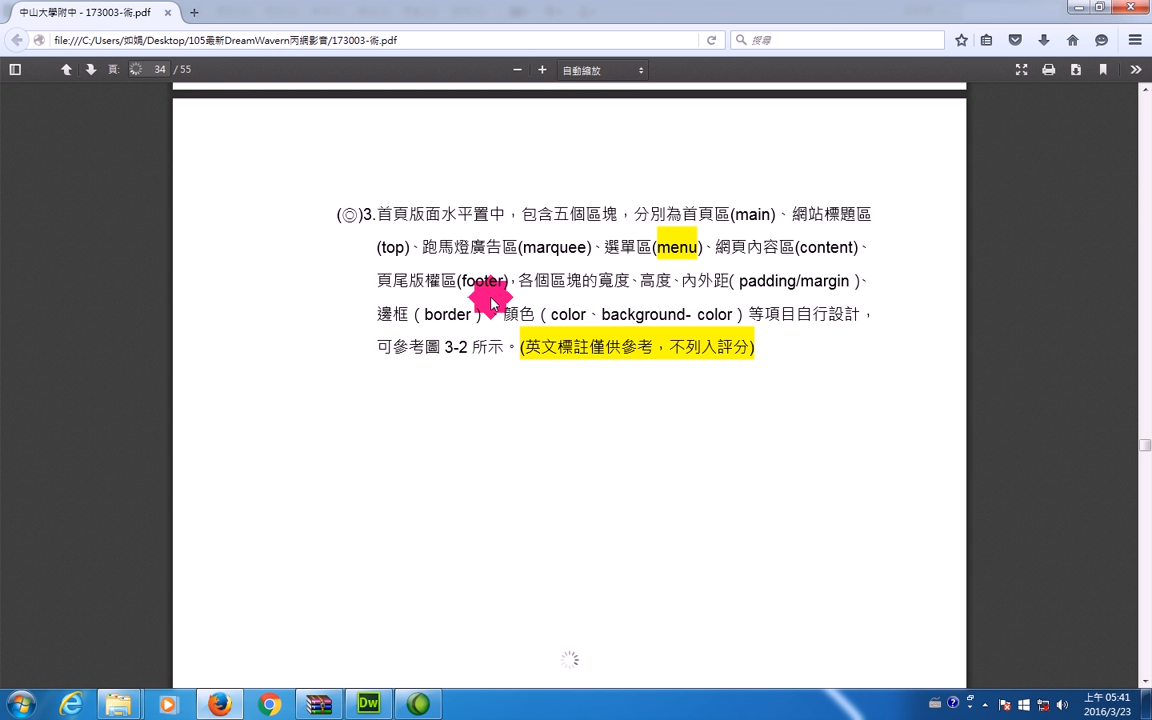 中山大學附中 - 173003-術.pdf
file:///C:/Users/如嫣/Desktop/105最新DreamWavern丙網影音/173003-術.pdf
搜尋
頁: 34 / 55
自動縮放
(◎)3.首頁版面水平置中，包含五個區塊，分別為首頁區(main)、網站標題區
(top)、跑馬燈廣告區(marquee)、選單區(menu)、網頁內容區(content)、
頁尾版權區(footer)，各個區塊的寬度、高度、內外距( padding/margin )、
邊框（border）、顏色（color、background- color）等項目自行設計，
可參考圖 3-2 所示。(英文標註僅供參考，不列入評分)
Dw
上午 05:41
2016/3/23